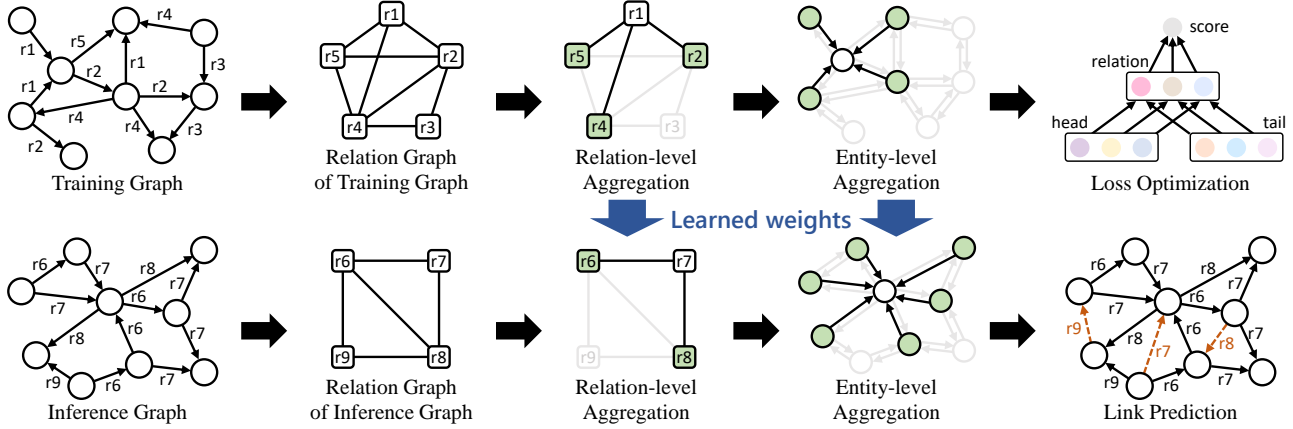 r1
r5
r4
r1
r2
r3
r1
r2
r4
r4
r3
r2
Training Graph
r1
r5
r2
r4
r3
Relation Graph
of Training Graph
r1
r5
r2
r4
r3
Relation-level
Aggregation
Entity-level
Aggregation
score
relation
head
tail
Loss Optimization
Learned weights
r6
r7
r8
r7
r7
r6
r8
r6
r7
r9
r6
r7
Inference Graph
r6
r7
r9
r8
Relation Graph
of Inference Graph
r6
r7
r9
r8
Relation-level
Aggregation
Entity-level
Aggregation
r6
r7
r8
r7
r7
r6
r9
r8
r7
r6
r8
r7
r9
r6
r7
Link Prediction